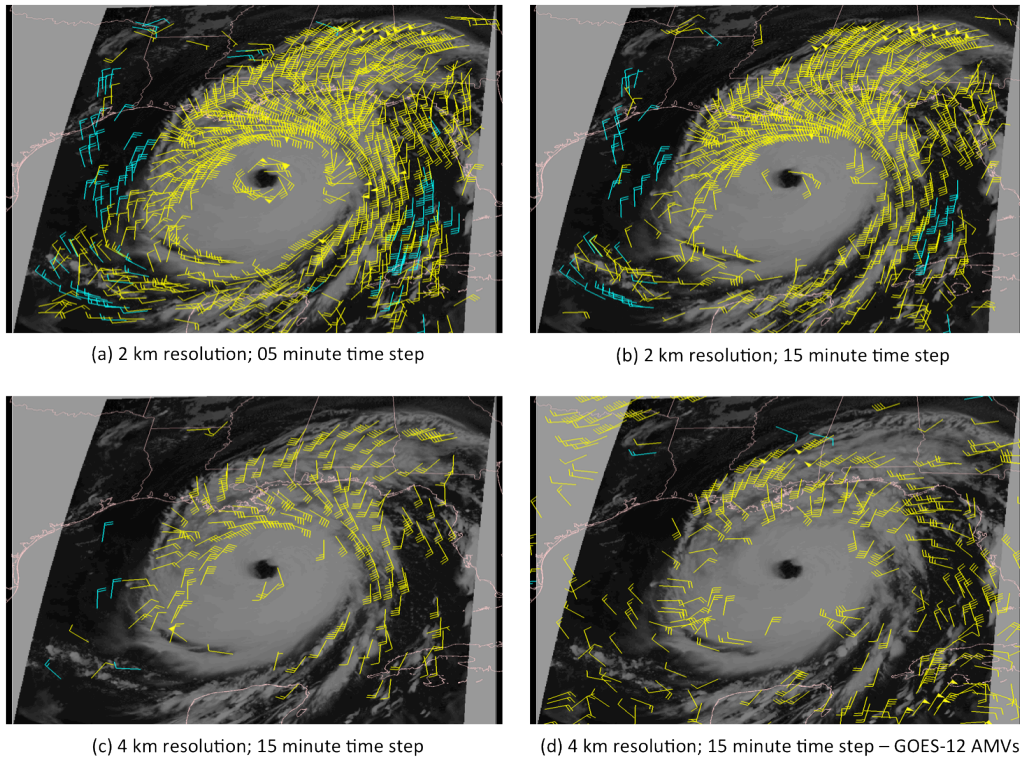 (a) 2 km resolution; 05 minute time step
(b) 2 km resolution; 15 minute time step
(c) 4 km resolution; 15 minute time step
(d) 4 km resolution; 15 minute time step – GOES-12 AMVs